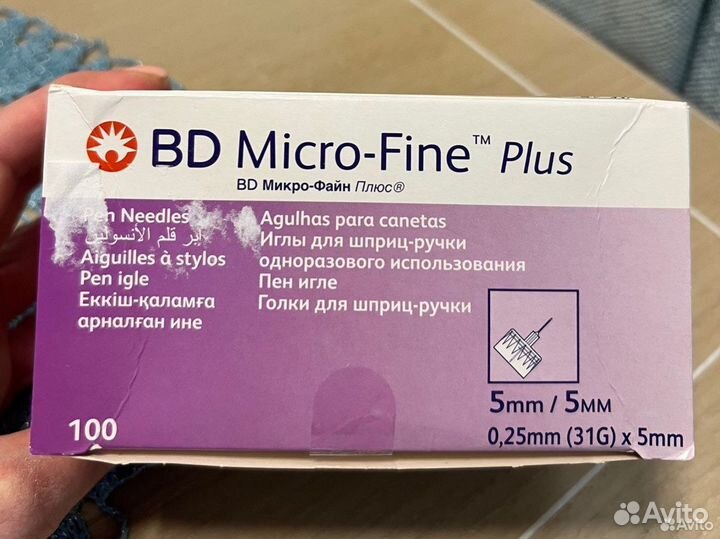 BD Micro-Fine™ Plus
BD Микро-Файн Плюс®
Pen Needles
إبر قلم الأنسولين
Aiguilles à stylos
Pen igle
Еккіш-қаламға
арналған ине
Agulhas para canetas
Иглы для шприц-ручки
одноразового использования
Пен игле
Голки для шприц-ручки
5mm / 5мм
0,25mm (31G) x 5mm
100
Avito
Avito